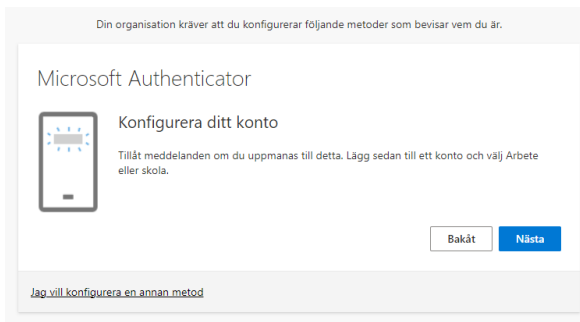 Din organisation kräver att du konfigurerar följande metoder som bevisar vem du är.
Microsoft Authenticator
Konfigurera ditt konto
Tillåt meddelanden om du uppmanas till detta. Lägg sedan till ett konto och välj Arbete
eller skola.
Bakåt Nästa
Jag vill konfigurera en annan metod